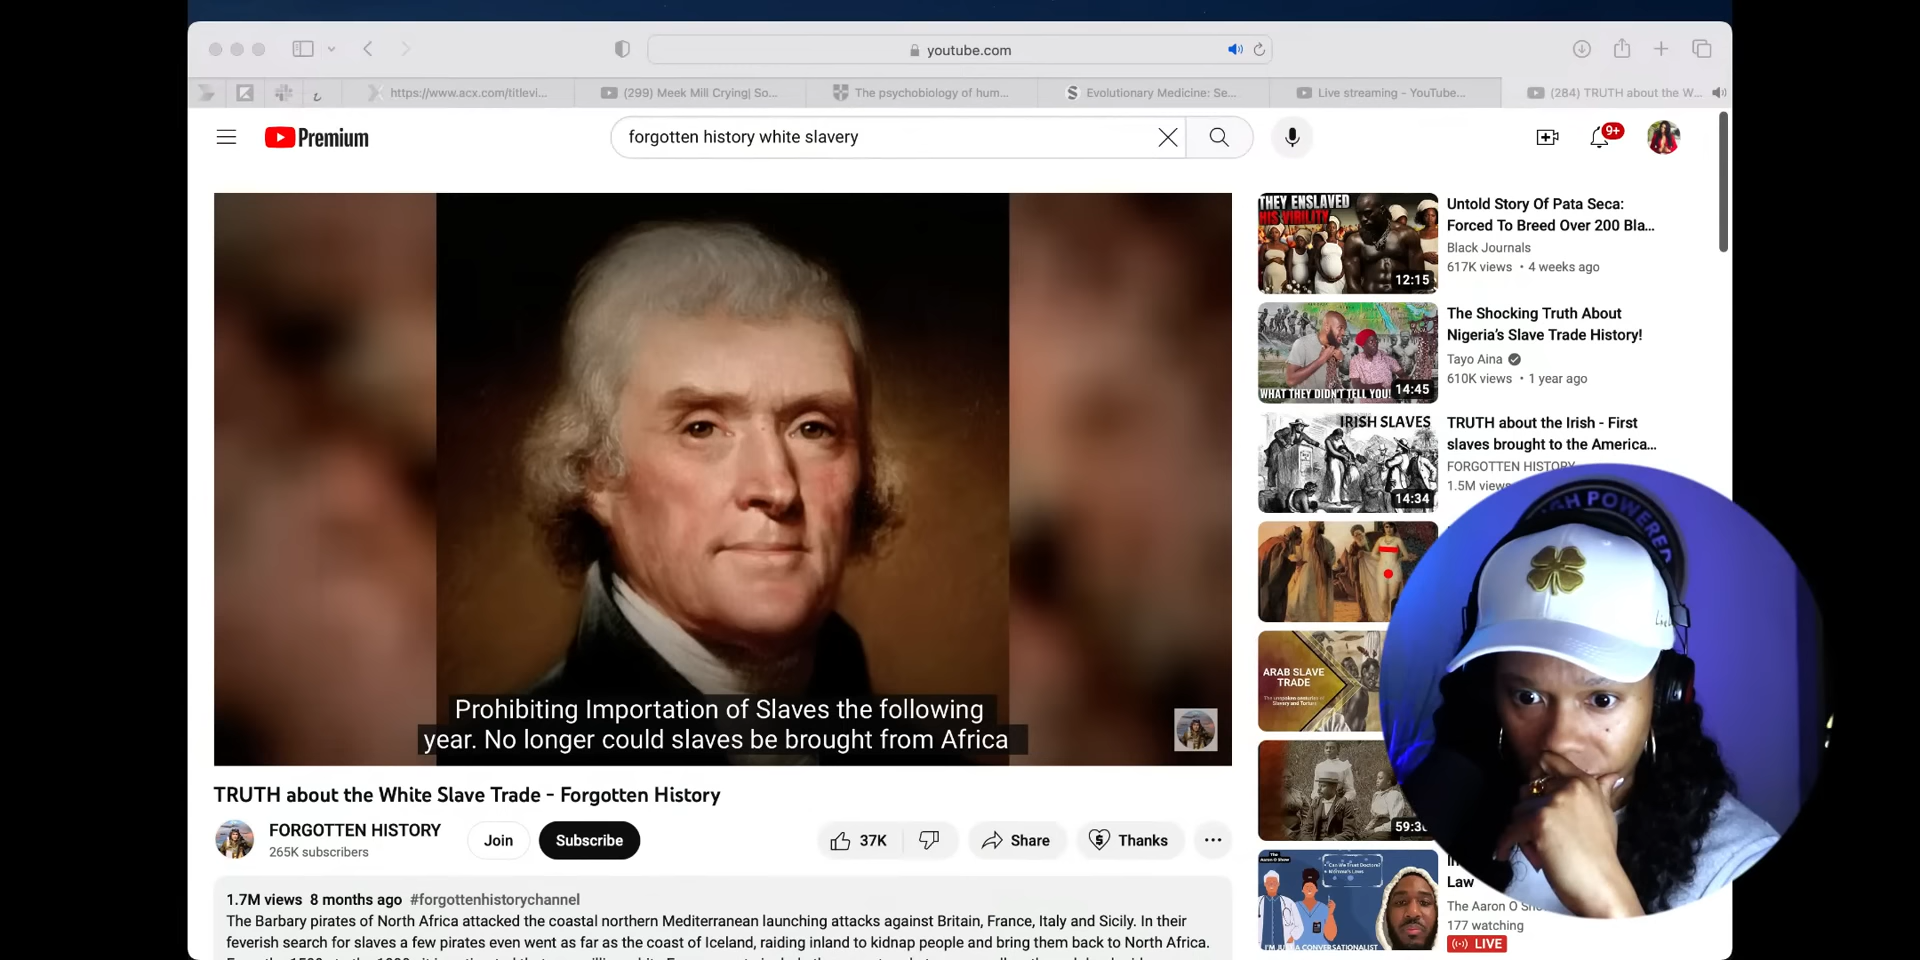 youtube.com
https://www.acx.com/titlevi...
(299) Meek Mill Crying| So...
The psychobiology of hum...
Evolutionary Medicine: Se...
Live streaming - YouTube...
(284) TRUTH about the W...
Premium
forgotten history white slavery
9+
Prohibiting Importation of Slaves the following
year. No longer could slaves be brought from Africa
TRUTH about the White Slave Trade - Forgotten History
FORGOTTEN HISTORY
265K subscribers
Join
Subscribe
37K
Share
Thanks
1.7M views 8 months ago #forgottenhistorychannel
The Barbary pirates of North Africa attacked the coastal northern Mediterranean launching attacks against Britain, France, Italy and Sicily. In their
feverish search for slaves a few pirates even went as far as the coast of Iceland, raiding inland to kidnap people and bring them back to North Africa.
THEY ENSLAVED
HIS VIRILITY
12:15
Untold Story Of Pata Seca:
Forced To Breed Over 200 Bla...
Black Journals
617K views • 4 weeks ago
WHAT THEY DIDN'T TELL YOU!
14:45
The Shocking Truth About
Nigeria's Slave Trade History!
Tayo Aina
610K views • 1 year ago
IRISH SLAVES
14:34
TRUTH about the Irish - First
slaves brought to the America...
FORGOTTEN HISTORY
1.5M views
ARAB SLAVE
TRADE
HIGH POWERED
Law
The Aaron O
177 watching
LIVE
I'M JUST A CONVERSATIONALIST